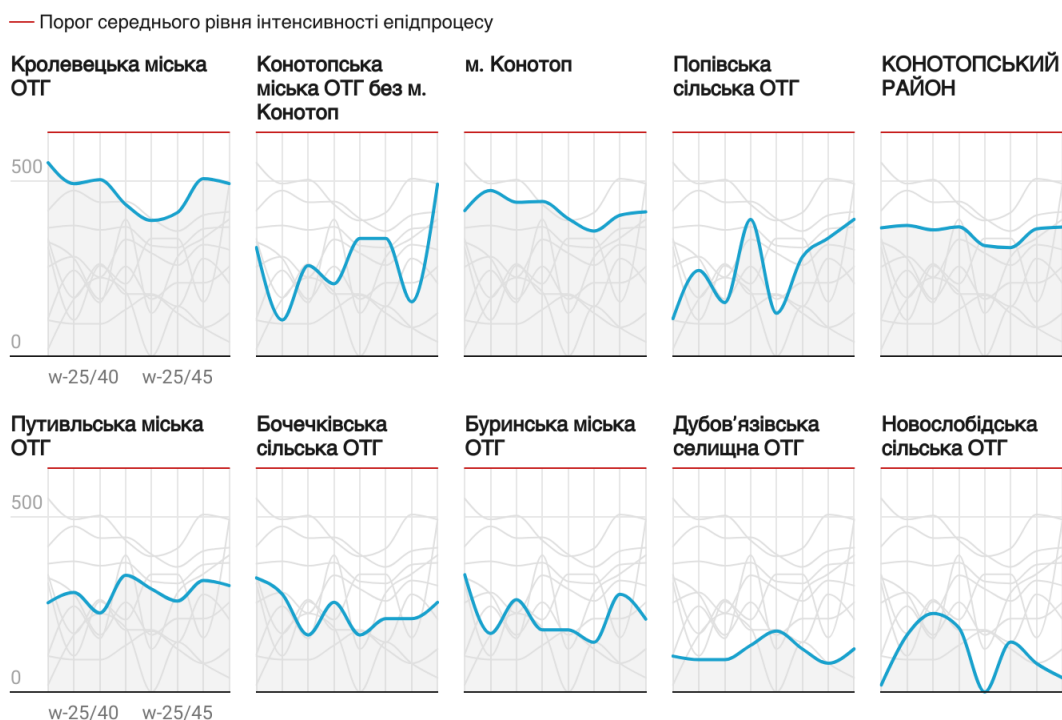 Порог середнього рівня інтенсивності епідпроцесу
Кролевецька міська
ОТГ
Конотопська
міська ОТГ без м.
Конотоп
м. Конотоп
Попівська
сільська ОТГ
КОНОТОПСЬКИЙ
РАЙОН
500
0
w-25/40 w-25/45
Путивльська міська
ОТГ
Бочечківська
сільська ОТГ
Буринська міська
ОТГ
Дубов’язівська
селищна ОТГ
Новослобідська
сільська ОТГ
500
0
w-25/40 w-25/45